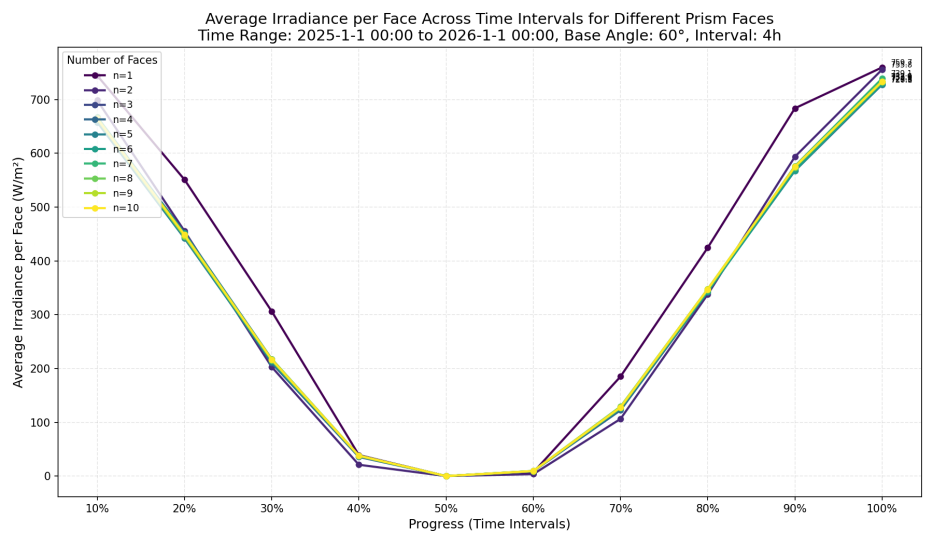 Average Irradiance per Face Across Time Intervals for Different Prism Faces
Time Range: 2025-1-1 00:00 to 2026-1-1 00:00, Base Angle: 60°, Interval: 4h
Number of Faces
n=1
n=2
n=3
n=4
n=5
n=6
n=7
n=8
n=9
n=10
Average Irradiance per Face (W/m²)
700
600
500
400
300
200
100
0
10%
20%
30%
40%
50%
60%
70%
80%
90%
100%
Progress (Time Intervals)